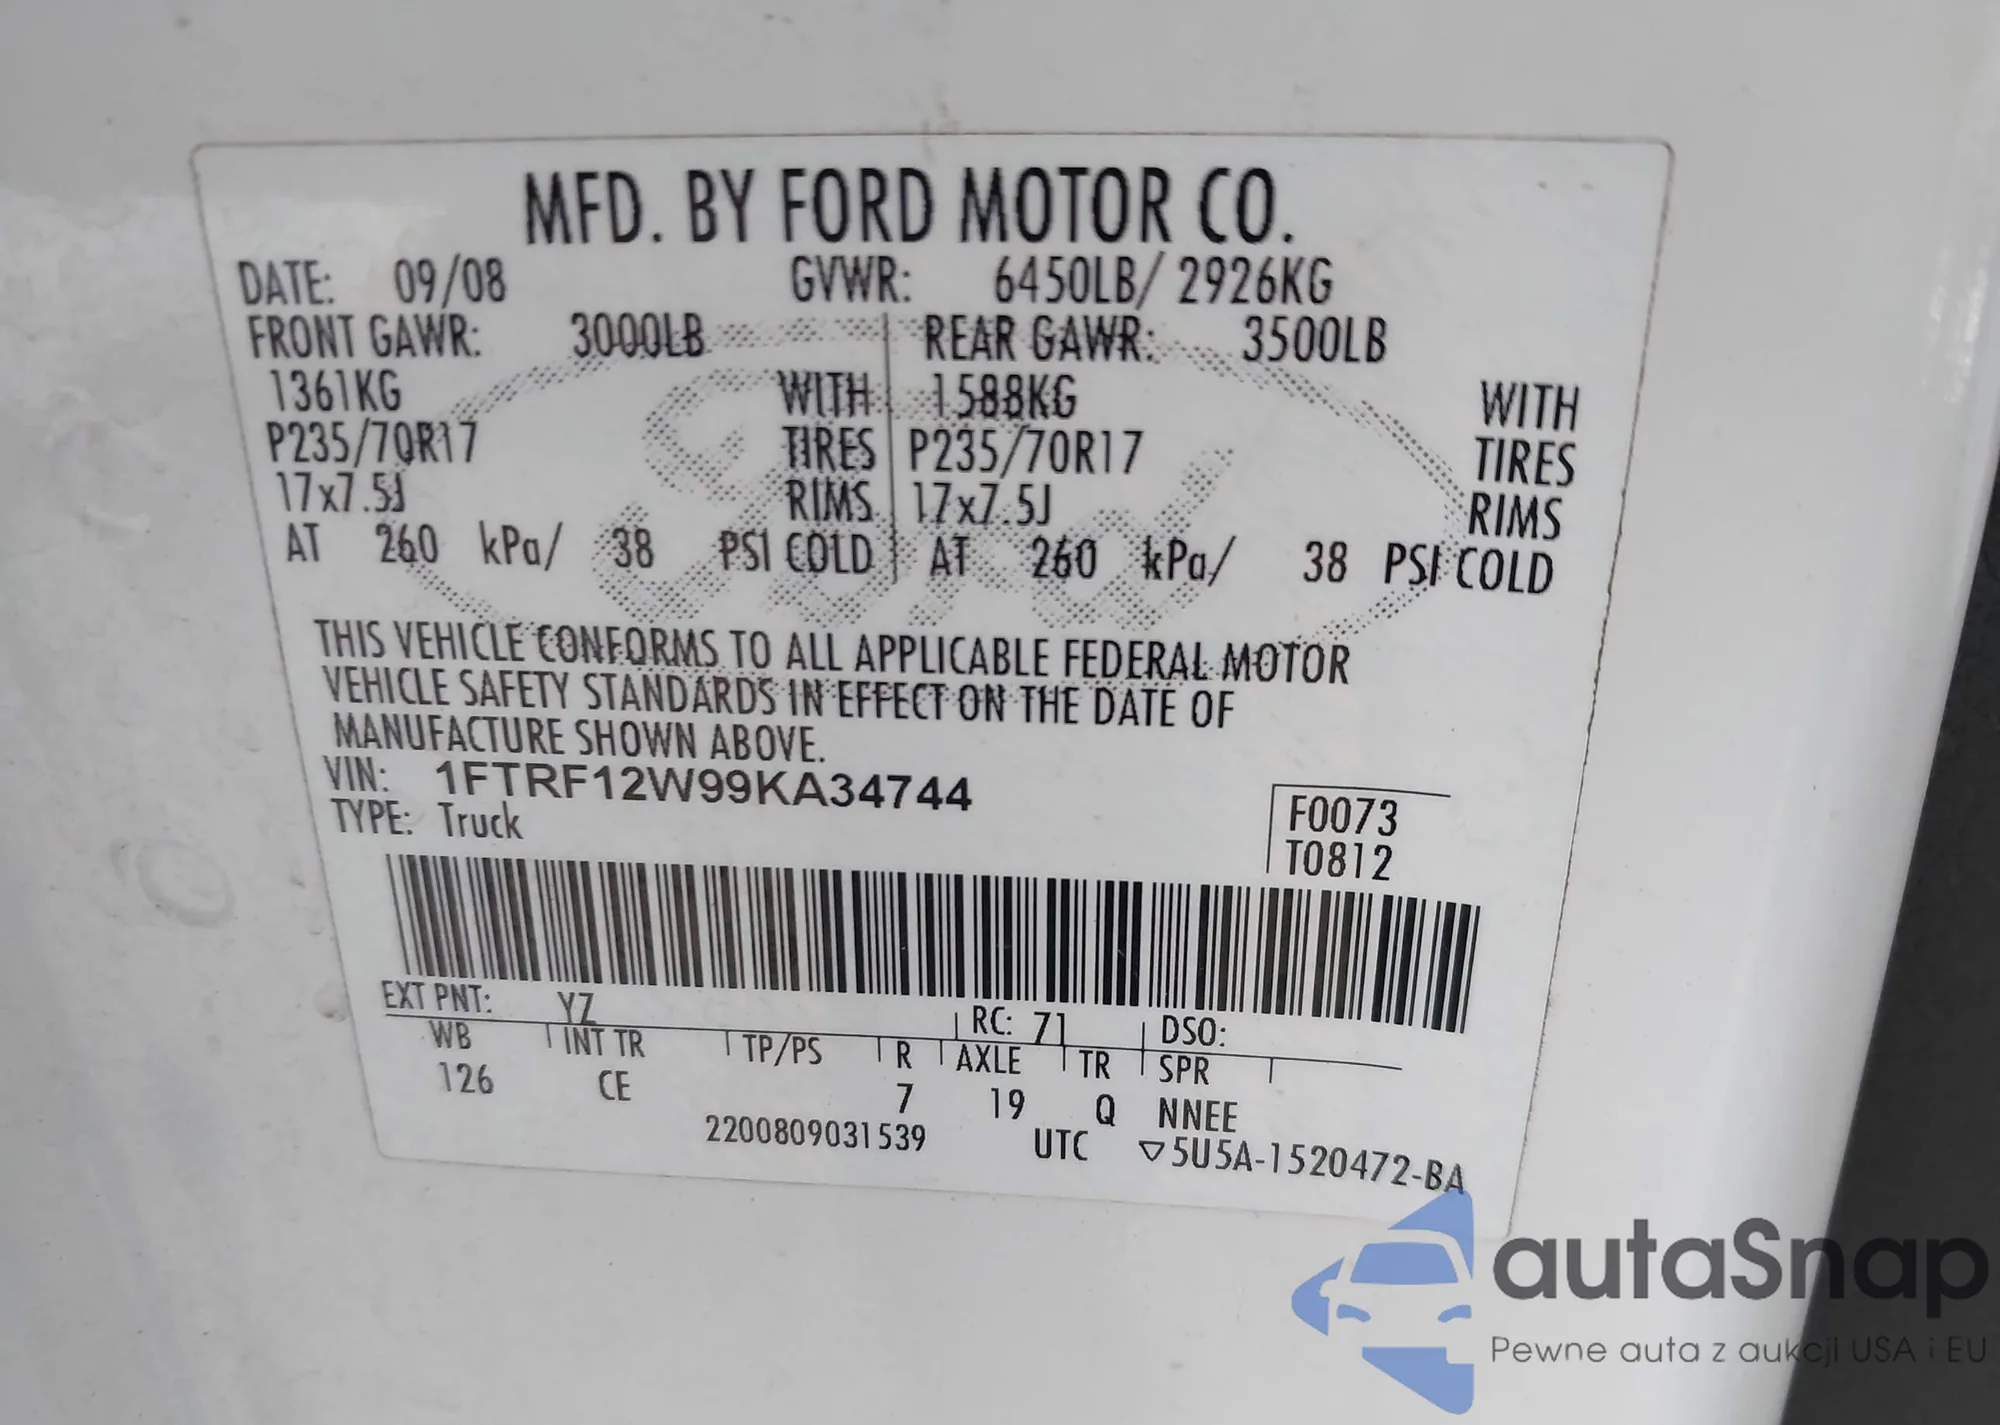 MFD. BY FORD MOTOR CO.
DATE: 09/08 GVWR: 6450LB/ 2926KG
FRONT GAWR: 3000LB REAR GAWR: 3500LB
1361KG WITH 1588KG WITH
P235/70R17 TIRES P235/70R17 TIRES
17x7.5J RIMS 17x7.5J RIMS
AT 260 kPa/ 38 PSI COLD AT 260 kPa/ 38 PSI COLD
Ford
THIS VEHICLE CONFORMS TO ALL APPLICABLE FEDERAL MOTOR
VEHICLE SAFETY STANDARDS IN EFFECT ON THE DATE OF
MANUFACTURE SHOWN ABOVE.
VIN: 1FTRF12W99KA34744
TYPE: Truck
F0073
T0812
EXT PNT: YZ RC: 71 DSO:
WB INT TR TP/PS R AXLE TR SPR
126 CE 7 19 Q NNEE
2200809031539 UTC ▽5U5A-1520472-BA
autaSnap
Pewne auta z aukcji USA i EU